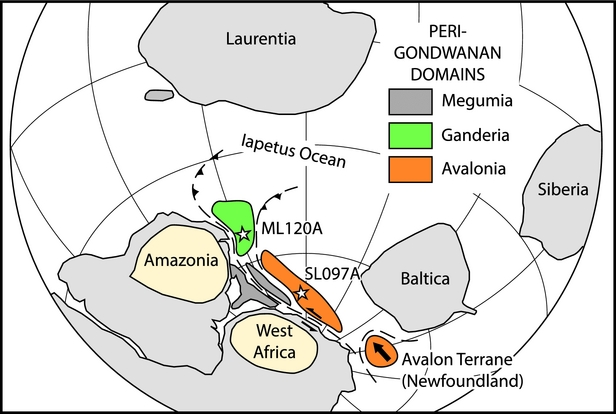 Laurentia
PERI-
GONDWANAN
DOMAINS
Megumia
Ganderia
Avalonia
Iapetus Ocean
Siberia
ML120A
Amazonia
SL097A
Baltica
West
Africa
Avalon Terrane
(Newfoundland)